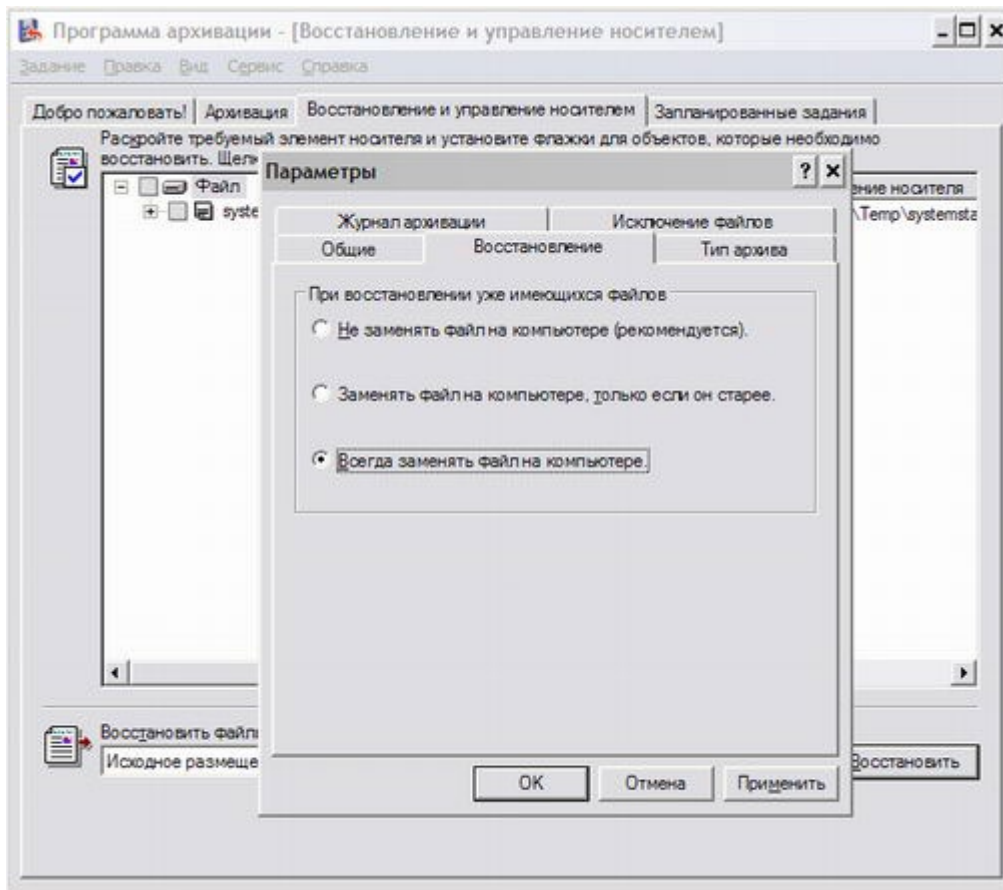 Программа архивации - [Восстановление и управление носителем]
Задание Правка Вид Сервис Справка
Добро пожаловать! Архивация Восстановление и управление носителем Запланированные задания
Раскройте требуемый элемент носителя и установите флажки для объектов, которые необходимо
восстановить.
Файл
syste
ение носителя
\Temp\systemsta
Параметры
Журнал архивации Исключение файлов
Общие Восстановление Тип архива
При восстановлении уже имеющихся файлов
Не заменять файл на компьютере (рекомендуется).
Заменять файл на компьютере, только если он старее.
Всегда заменять файл на компьютере.
Восстановить файлы
Исходное размеще
Восстановить
OK Отмена Применить